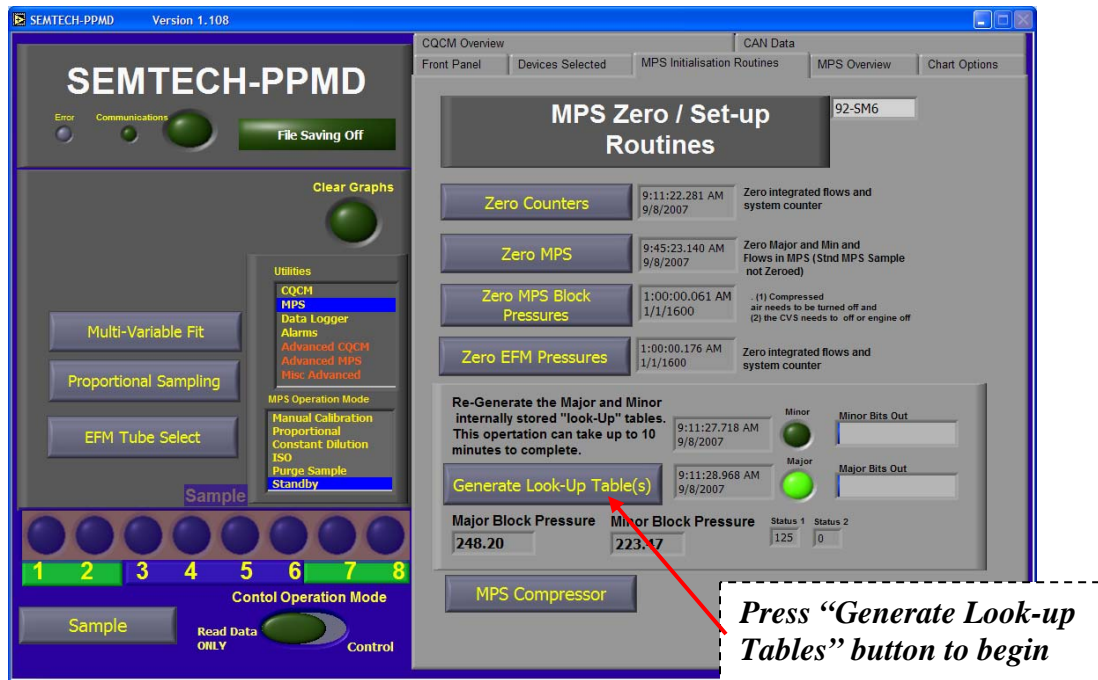 SEMTECH-PPMD Version 1.108
SEMTECH-PPMD
Error Communications
File Saving Off
Clear Graphs
Utilities
CQCM
MPS
Data Logger
Alarms
Advanced CQCM
Advanced MPS
Misc Advanced
MPS Operation Mode
Manual Calibration
Proportional
Constant Dilution
ISO
Purge Sample
Standby
Multi-Variable Fit
Proportional Sampling
EFM Tube Select
Sample
1 2 3 4 5 6 7 8
Contol Operation Mode
Sample
Read Data
ONLY
Control
CQCM Overview CAN Data
Front Panel Devices Selected MPS Initialisation Routines MPS Overview Chart Options
MPS Zero / Set-up
Routines
92-SM6
Zero Counters
9:11:22.281 AM
9/8/2007
Zero integrated flows and
system counter
Zero MPS
9:45:23.140 AM
9/8/2007
Zero Major and Min and
Flows in MPS (Stnd MPS Sample
not Zeroed)
Zero MPS Block
Pressures
1:00:00.061 AM
1/1/1600
. (1) Compressed
air needs to be turned off and
(2) the CVS needs to off or engine off
Zero EFM Pressures
1:00:00.176 AM
1/1/1600
Zero integrated flows and
system counter
Re-Generate the Major and Minor
internally stored "look-Up" tables.
This opertation can take up to 10
minutes to complete.
9:11:27.718 AM
9/8/2007
Minor
Minor Bits Out
Generate Look-Up Table(s)
9:11:28.968 AM
9/8/2007
Major
Major Bits Out
Major Block Pressure
248.20
Minor Block Pressure
223.47
Status 1 Status 2
125 0
MPS Compressor
Press “Generate Look-up
Tables” button to begin